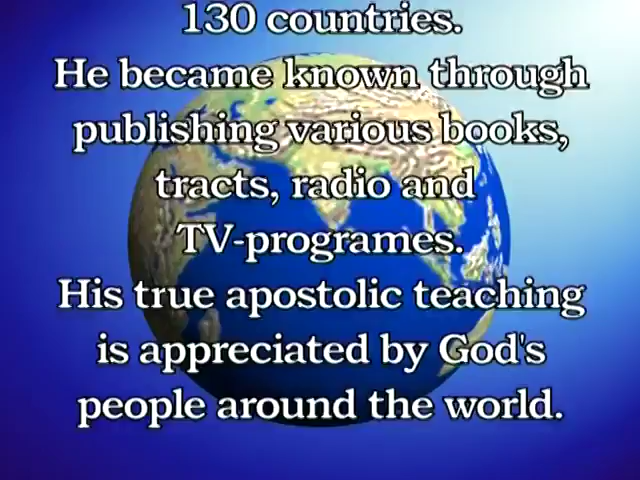 130 countries.
He became known through
publishing various books,
tracts, radio and
TV-programes.
His true apostolic teaching
is appreciated by God's
people around the world.